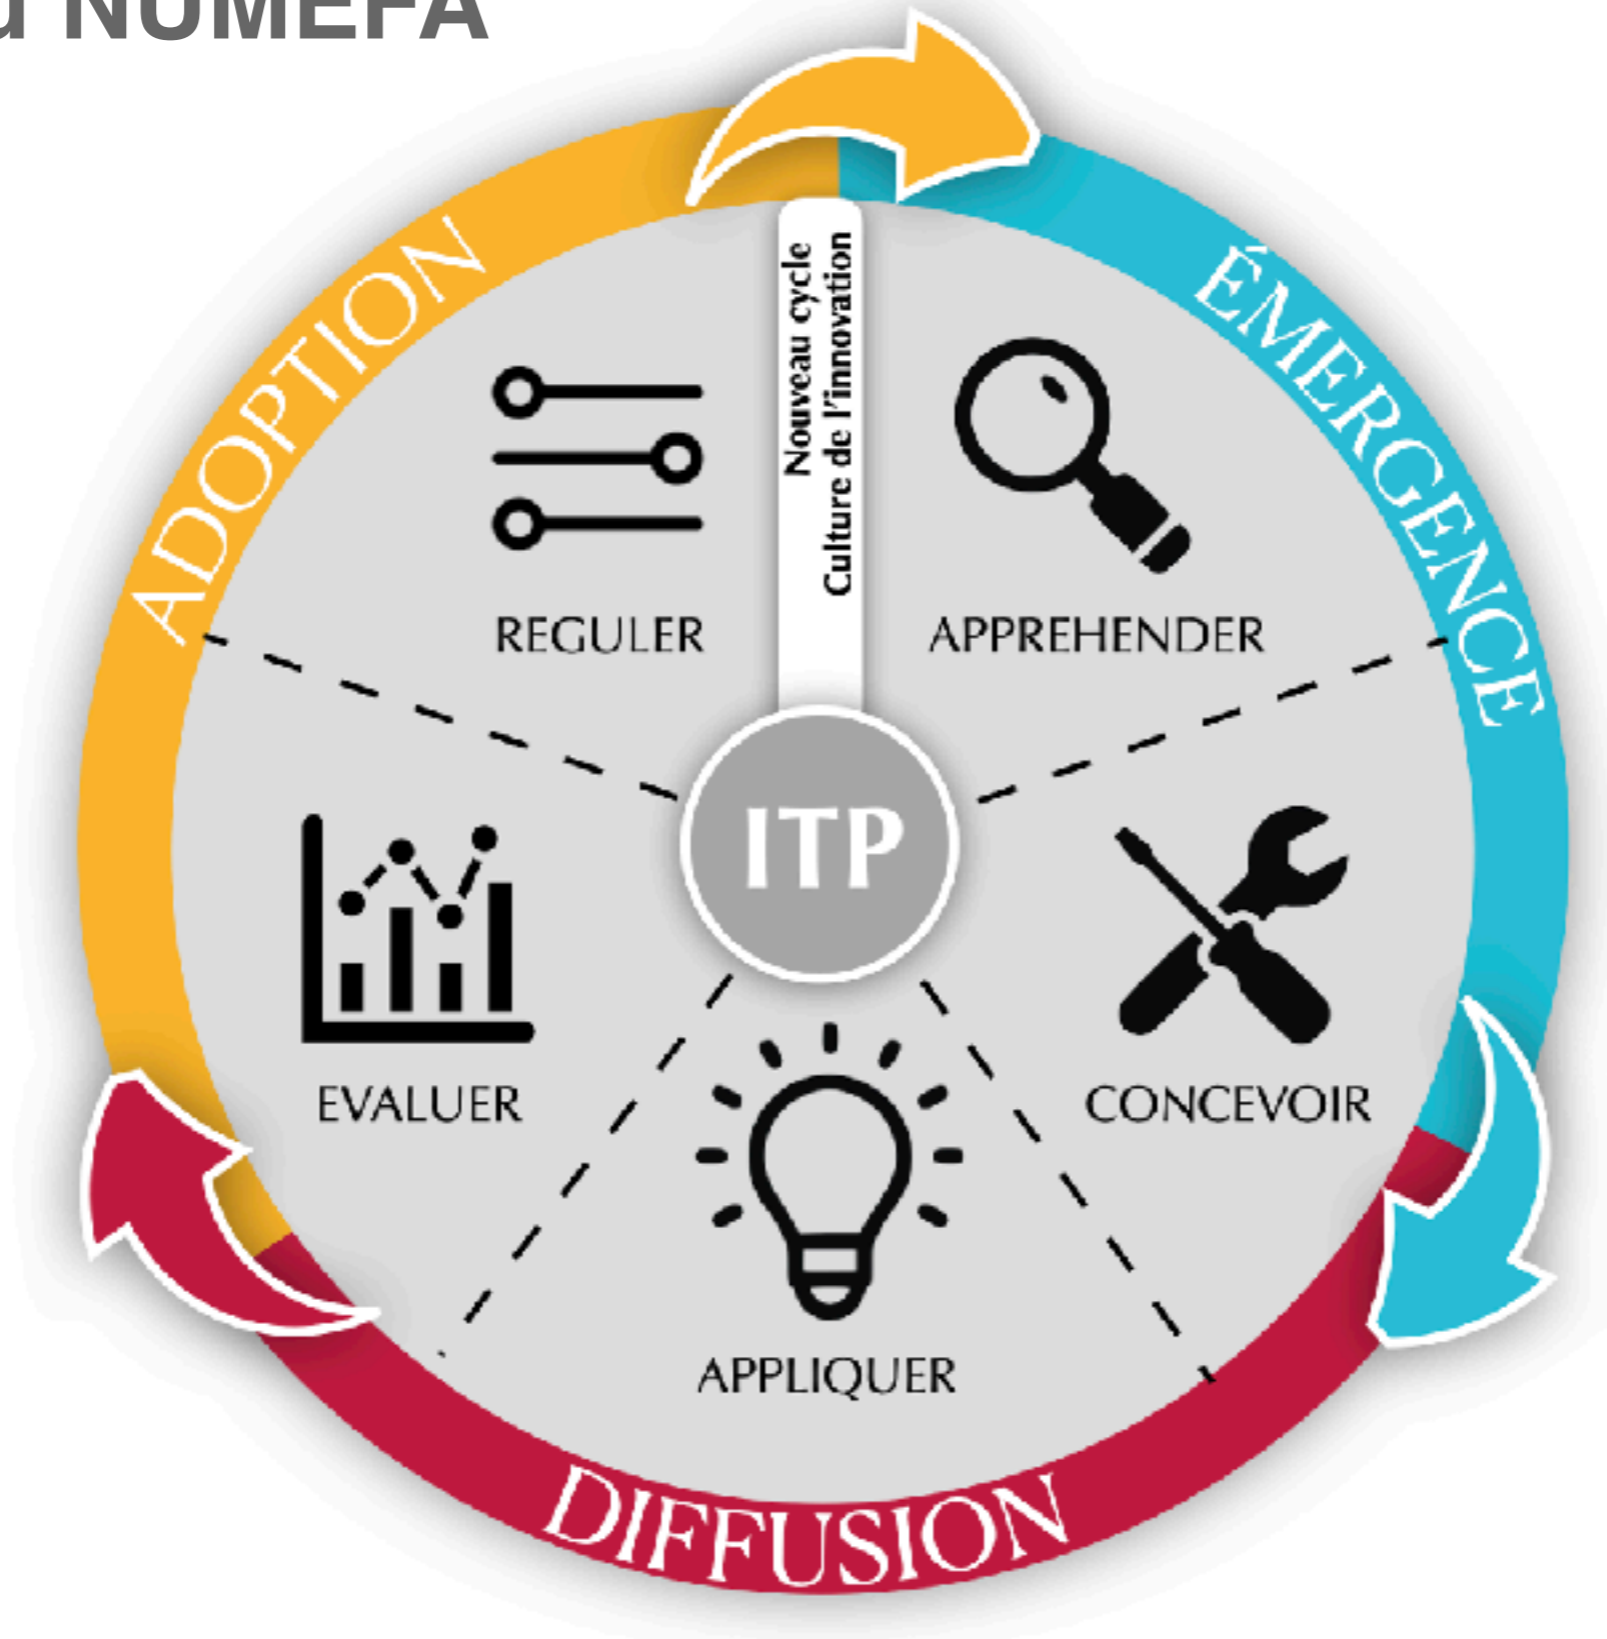 NUMEFA
ADOPTION
ÉMERGENCE
Nouveau cycle
Culture de l'innovation
REGULER
APPREHENDER
ITP
EVALUER
CONCEVOIR
APPLIQUER
DIFFUSION